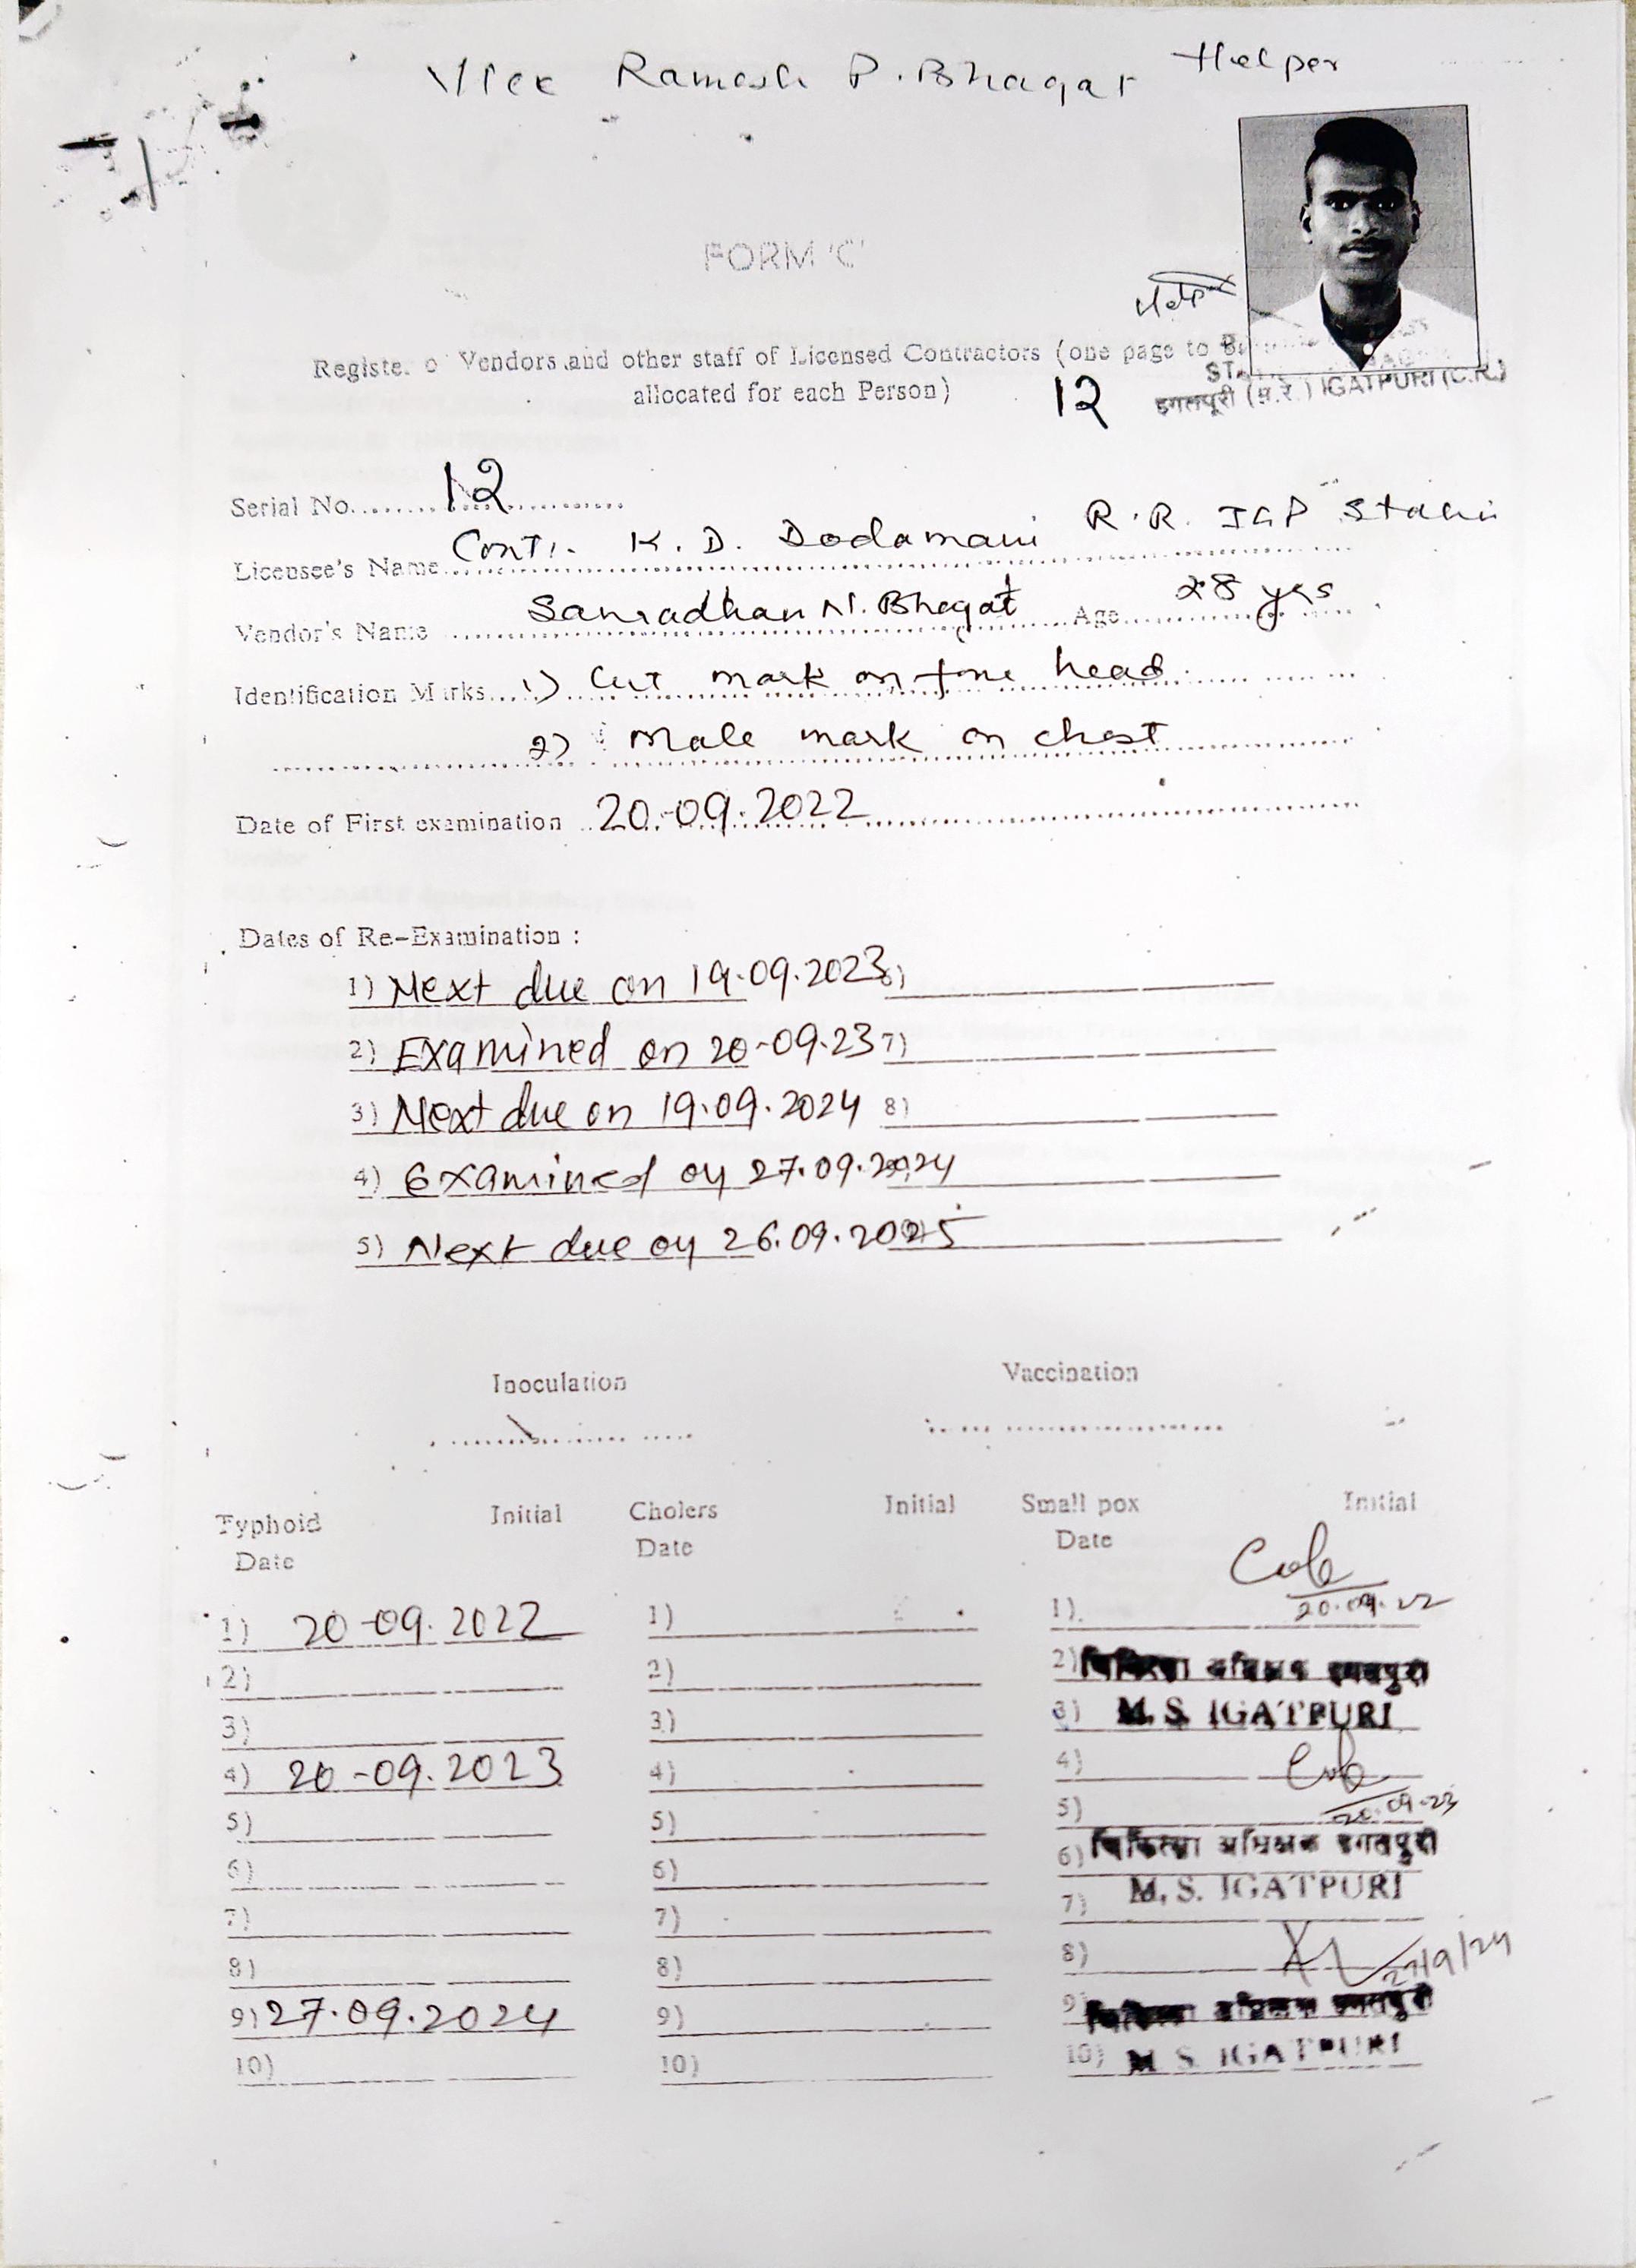 Vice Ramesh P. Bhagat Helper
FORM 'C'
Help
Register o Vendors and other staff of Licensed Contractors (one page to Be
allocated for each Person)
12
इगतपूरी (म.रे.) IGATPURI (C.R.)
Serial No. 12
Licensee's Name Cont:- K. D. Dodamani R.R. IGP Station
Vendor's Name Sanradhan N. Bhagat Age 28 yrs
Identification Marks 1) Cut mark on fore head
2) Male mark on chest
Date of First examination 20-09-2022
Dates of Re-Examination :
1) Next due on 19.09.2023 6)
2) Examined on 20-09-23 7)
3) Next due on 19.09.2024 8)
4) Examined on 27.09.2024
5) Next due on 26.09.2025
Inoculation Vaccination
Typhoid Initial Cholers Initial Small pox Initial
Date Date Date
1) 20-09.2022 1) 1) 20.09.22
2) 2) 2) चिकित्सा अधिक्षक इगतपुरी
3) 3) 3) M.S. IGATPURI
4) 20-09.2023 4) 4)
5) 5) 5) 20.09.23
6) 6) 6) चिकित्सा अधिक्षक इगतपुरी
7) 7) 7) M.S. IGATPURI
8) 8) 8) 27/9/24
9) 27.09.2024 9) 9) चिकित्सा अधिक्षक इगतपुरी
10) 10) 10) M S IGATPURI